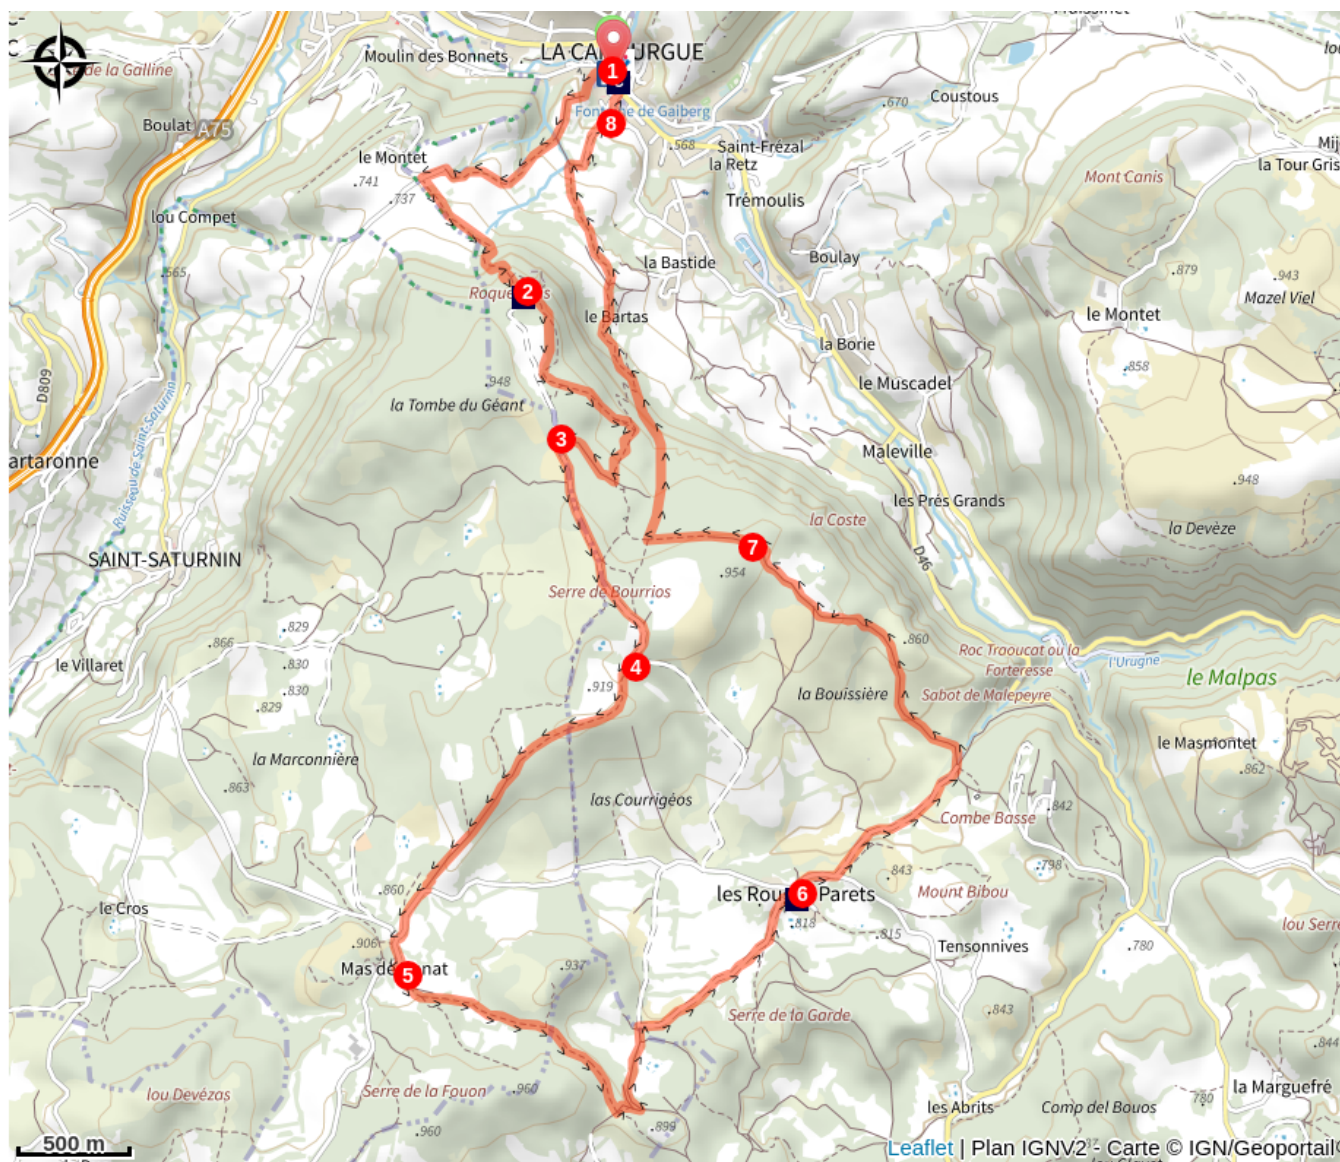 Moulin des Bonnets
LA CA URGUE
1
de la Galline
Coustous
.670
Boulat
A75
de Gaiberg
8
.568
Saint-Frézal
la Retz
le Montet
.741
.737
la Tour Gris
Mont Canis
Trémoulis
lou Compet
la Bastide
Boulay
.565
.879
.943
Mazel Viel
2
le Bartas
le Montet
la Borie
.858
D809
.948
le Muscadel
la Tombe du Géant
3
Maleville
artaronne
Ruisseau de Saint-Saturnin
les Prés Grands
.948
la Coste
la Devèze
D46
SAINT-SATURNIN
7
.954
Serre de Bourrios
.829
.866
.860
Roc Traoucat ou la
Forteresse
l'Urugne
le Villaret
.830
4
.830
.919
la Bouissière
Sabot de Malepeyre
le Malpas
.829
le Masmontet
la Marconnière
.862
.863
las Courrigéos
.842
Combe Basse
.798
.843
.860
les Rou
6
Parets
Mount Bibou
le Cros
.818
.815
.906
Tensonnives
.780
lou Serre
Mas de
5
nat
.937
Serre de la Garde
.843
.844
lou Devézas
Serre de la Fouon
.960
la Marguefré
.780
les Abrits
Comp del Bouos
.899
.960
500 m
Leaflet | Plan IGNV2 - Carte © IGN/Geoportail